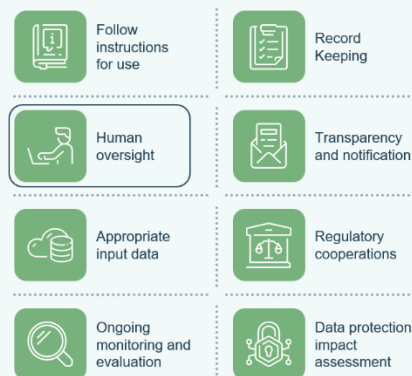 Follow
instructions
for use
Record
Keeping
Human
oversight
Transparency
and notification
Appropriate
input data
Regulatory
cooperations
Ongoing
monitoring and
evaluation
Data protection
impact
assessment